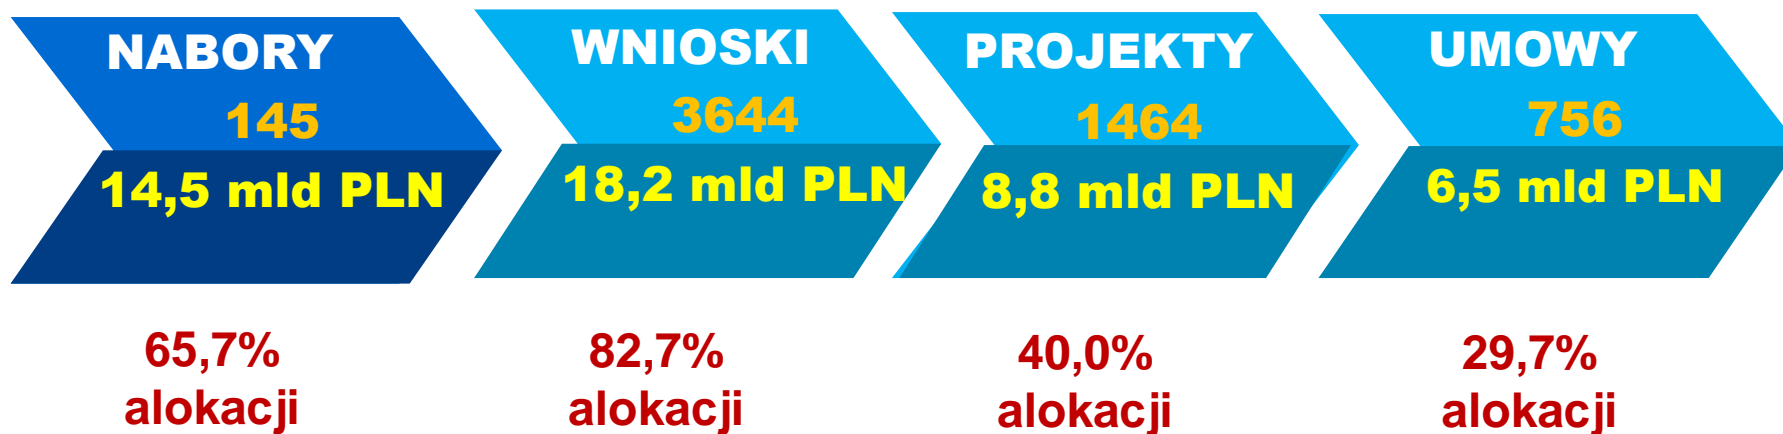 NABORY
145
14,5 mld PLN
65,7%
alokacji
WNIOSKI
3644
18,2 mld PLN
82,7%
alokacji
PROJEKTY
1464
8,8 mld PLN
40,0%
alokacji
UMOWY
756
6,5 mld PLN
29,7%
alokacji